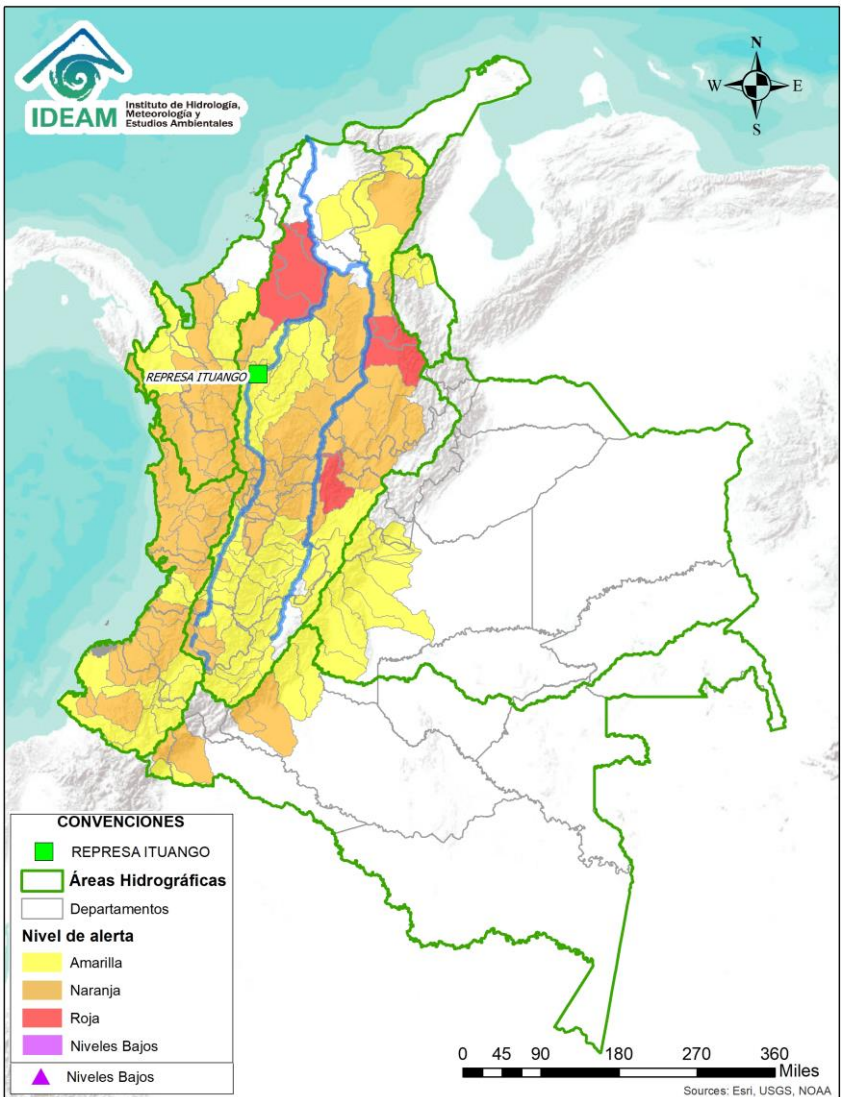 IDEAM
Instituto de Hidrología,
Meteorología y
Estudios Ambientales
N
W
E
S
REPRESA ITUANGO
CONVENCIONES
REPRESA ITUANGO
Áreas Hidrográficas
Departamentos
Nivel de alerta
Amarilla
Naranja
Roja
Niveles Bajos
Niveles Bajos
0 45 90 180 270 360
Miles
Sources: Esri, USGS, NOAA